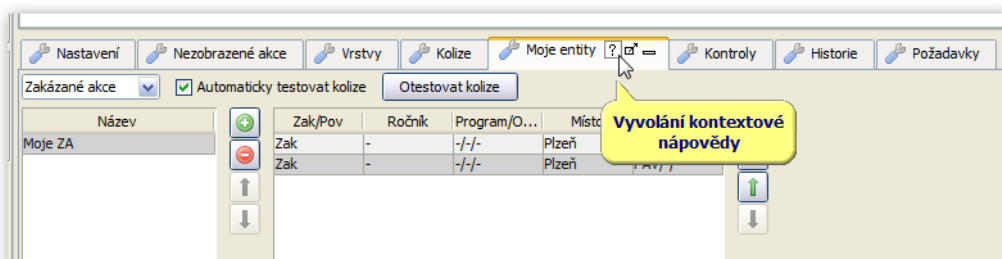 Nastavení Nezobrazené akce Vrstvy Kolize Moje entity ? Kontroly Historie Požadavky
Zakázané akce Automaticky testovat kolize Otestovat kolize
Název Zak/Pov Ročník Program/O... Místo
Vyvolání kontextové
nápovědy
Moje ZA Zak - -/-/- Plzeň
Zak - -/-/- Plzeň